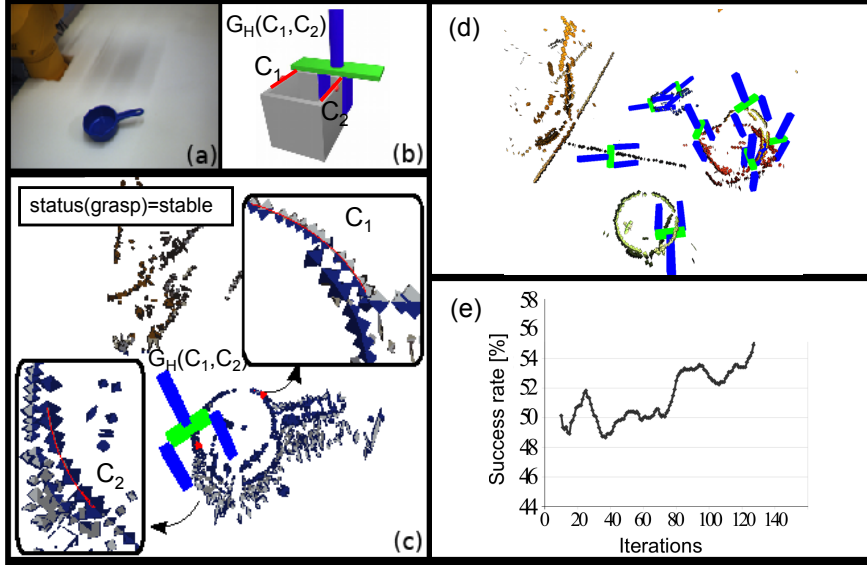 (a)
G_H(C_1,C_2)
C_1
C_2
(b)
status(grasp)=stable
C_1
G_H(C_1,C_2)
C_2
(c)
(d)
(e)
Success rate [%]
58
56
54
52
50
48
46
44
0 20 40 60 80 100 120 140
Iterations